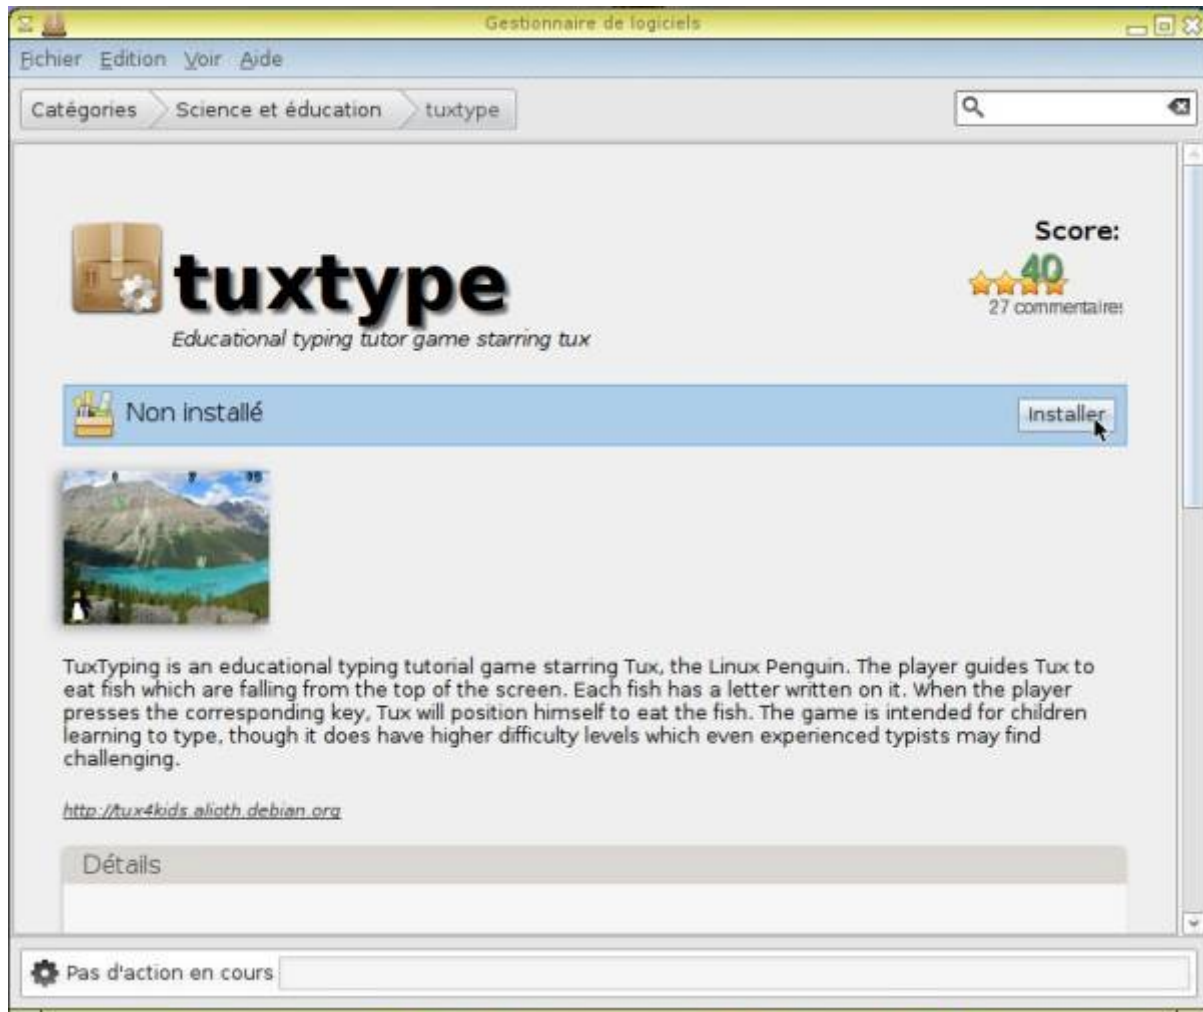 Gestionnaire de logiciels
Fichier Edition Voir Aide
Catégories Science et éducation tuxtype
tuxtype
Educational typing tutor game starring tux
Score:
40
27 commentaires
Non installé
Installer
TuxTyping is an educational typing tutorial game starring Tux, the Linux Penguin. The player guides Tux to
eat fish which are falling from the top of the screen. Each fish has a letter written on it. When the player
presses the corresponding key, Tux will position himself to eat the fish. The game is intended for children
learning to type, though it does have higher difficulty levels which even experienced typists may find
challenging.
http://tux4kids.alioth.debian.org
Détails
Pas d'action en cours